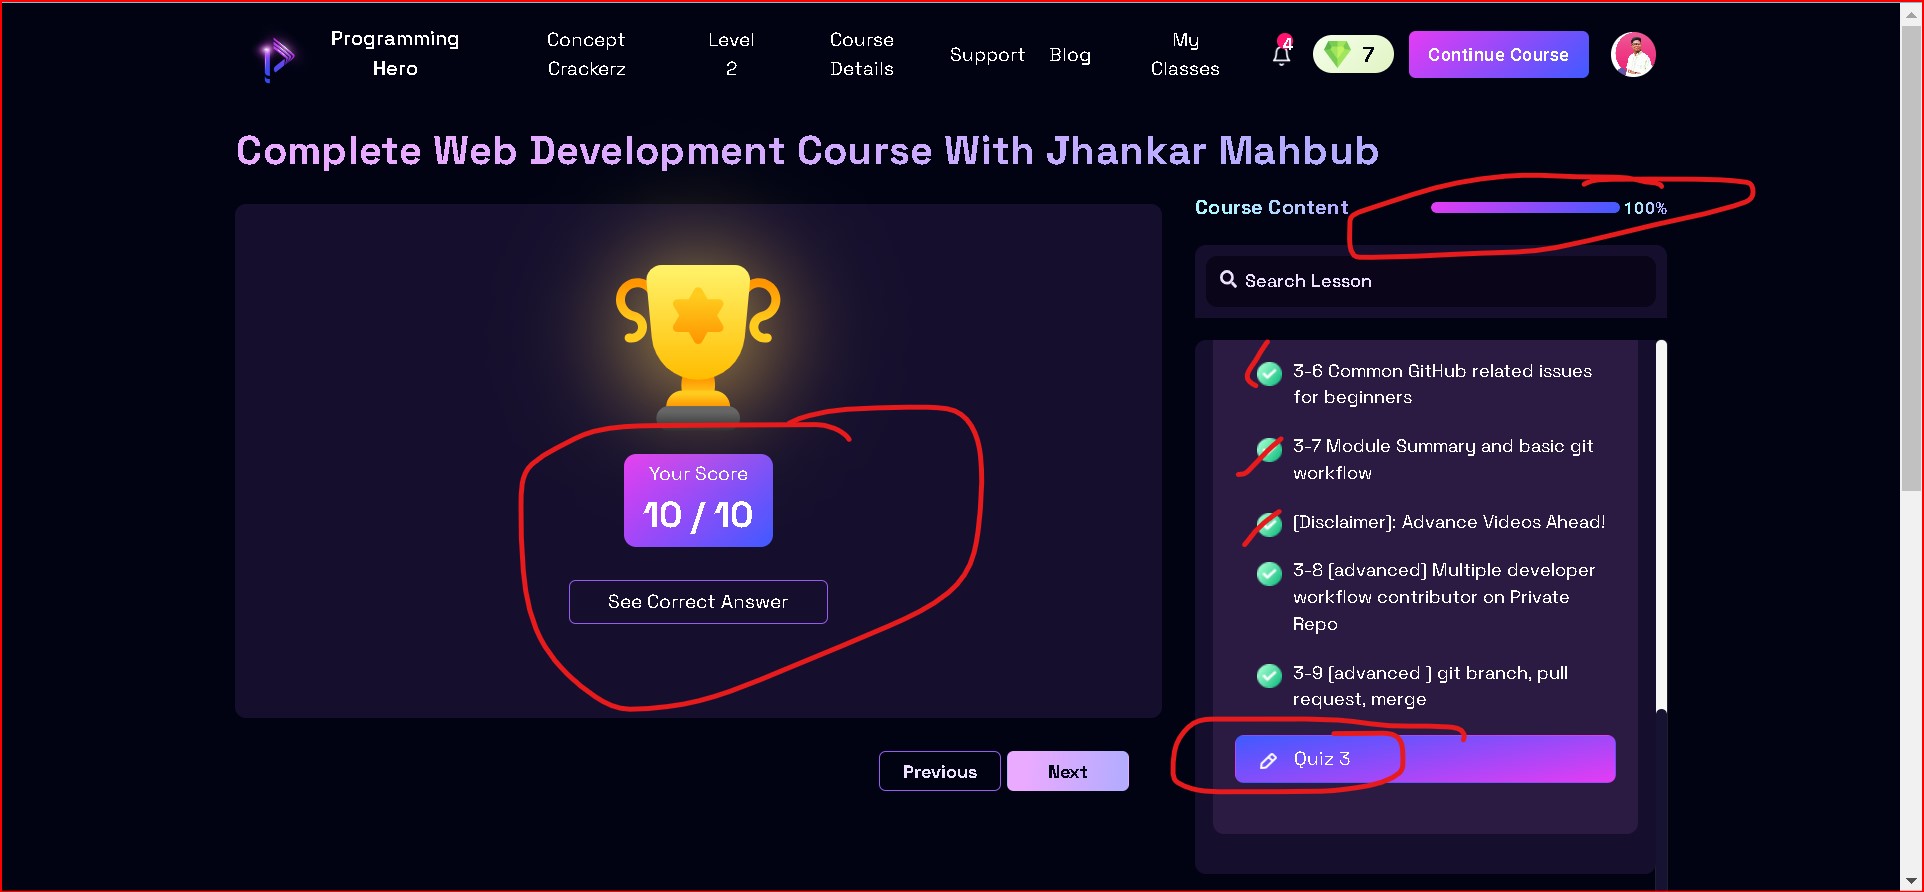 Programming
Hero
Concept
Crackerz
Level
2
Course
Details
Support
Blog
My
Classes
4
7
Continue Course
Complete Web Development Course With Jhankar Mahbub
Your Score
10 / 10
See Correct Answer
Previous
Next
Course Content
100%
Search Lesson
3-6 Common GitHub related issues
for beginners
3-7 Module Summary and basic git
workflow
[Disclaimer]: Advance Videos Ahead!
3-8 [advanced] Multiple developer
workflow contributor on Private
Repo
3-9 [advanced ] git branch, pull
request, merge
Quiz 3